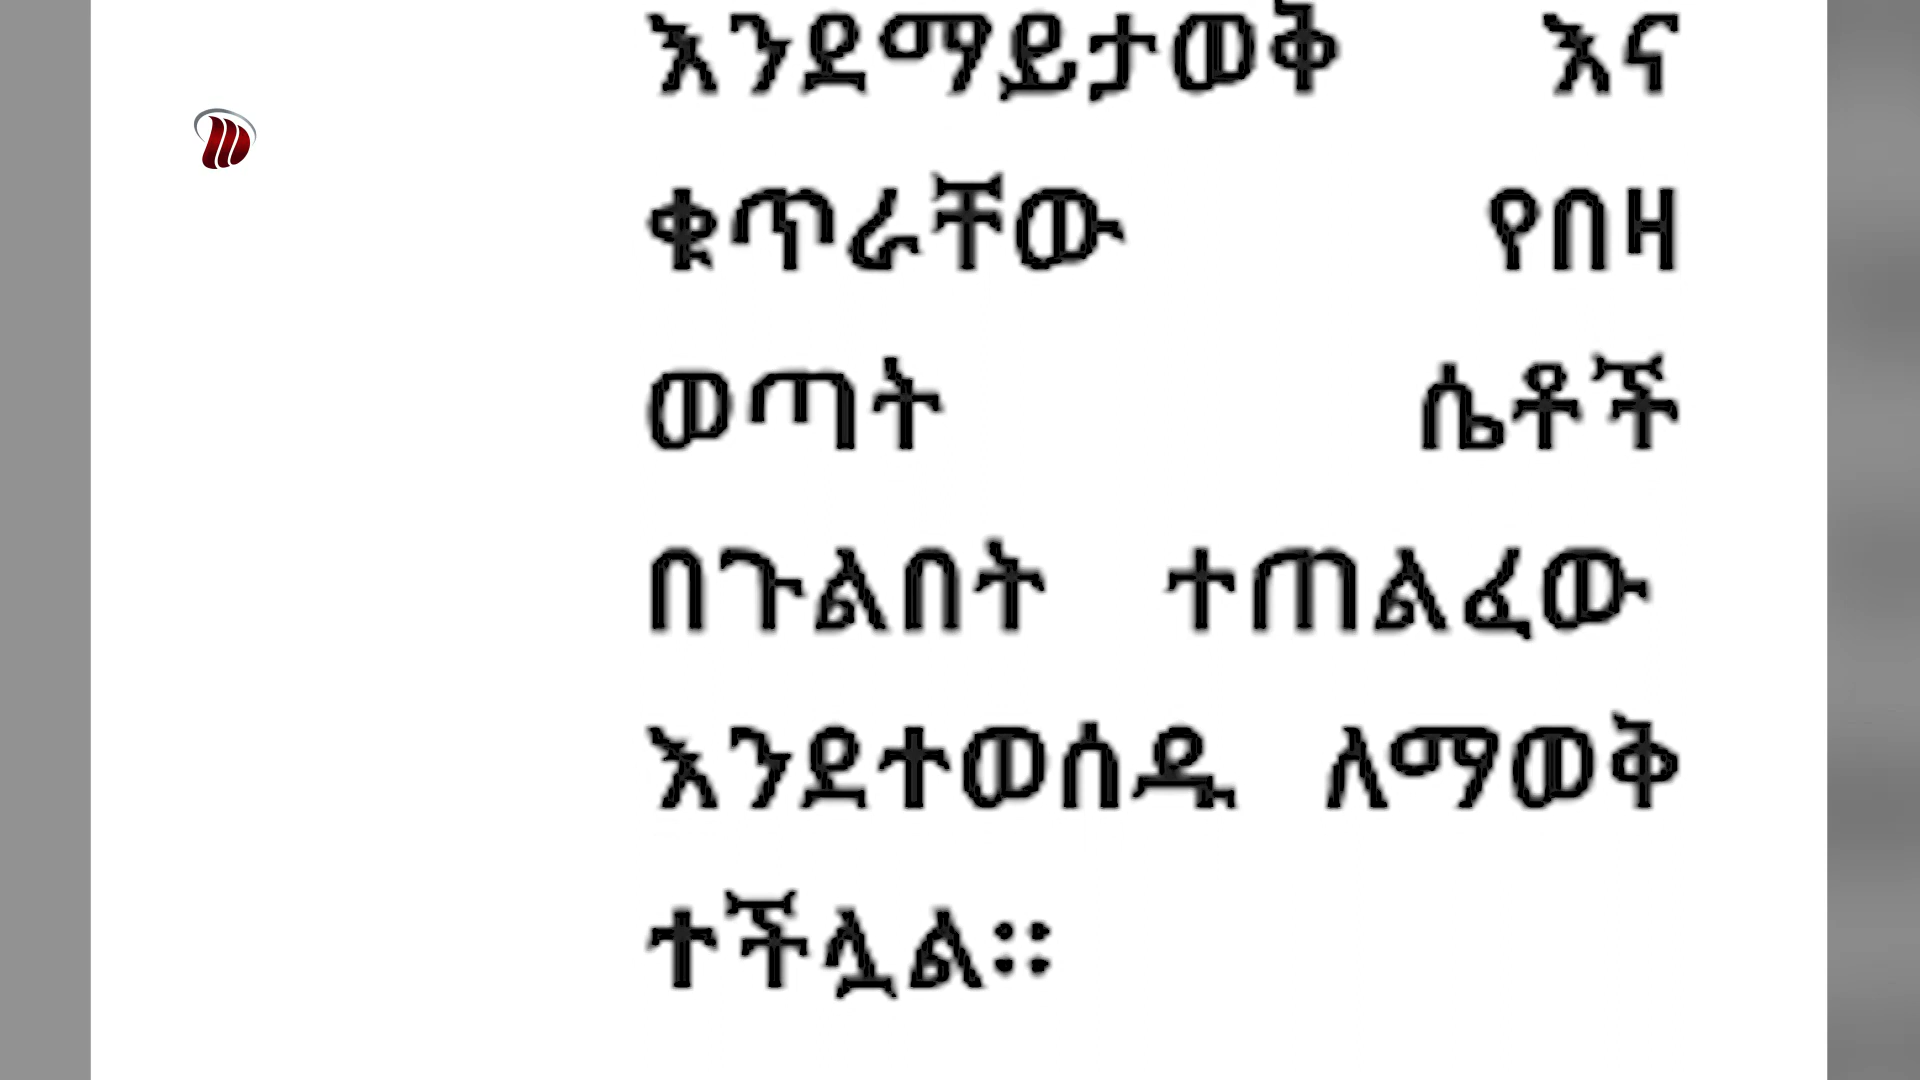 እንደማይታወቅ እና
ቁጥራቸው የበዛ
ወጣት ሴቶች
በጉልበት ተጠልፈው
እንደተወሰዱ ለማወቅ
ተችሏል።